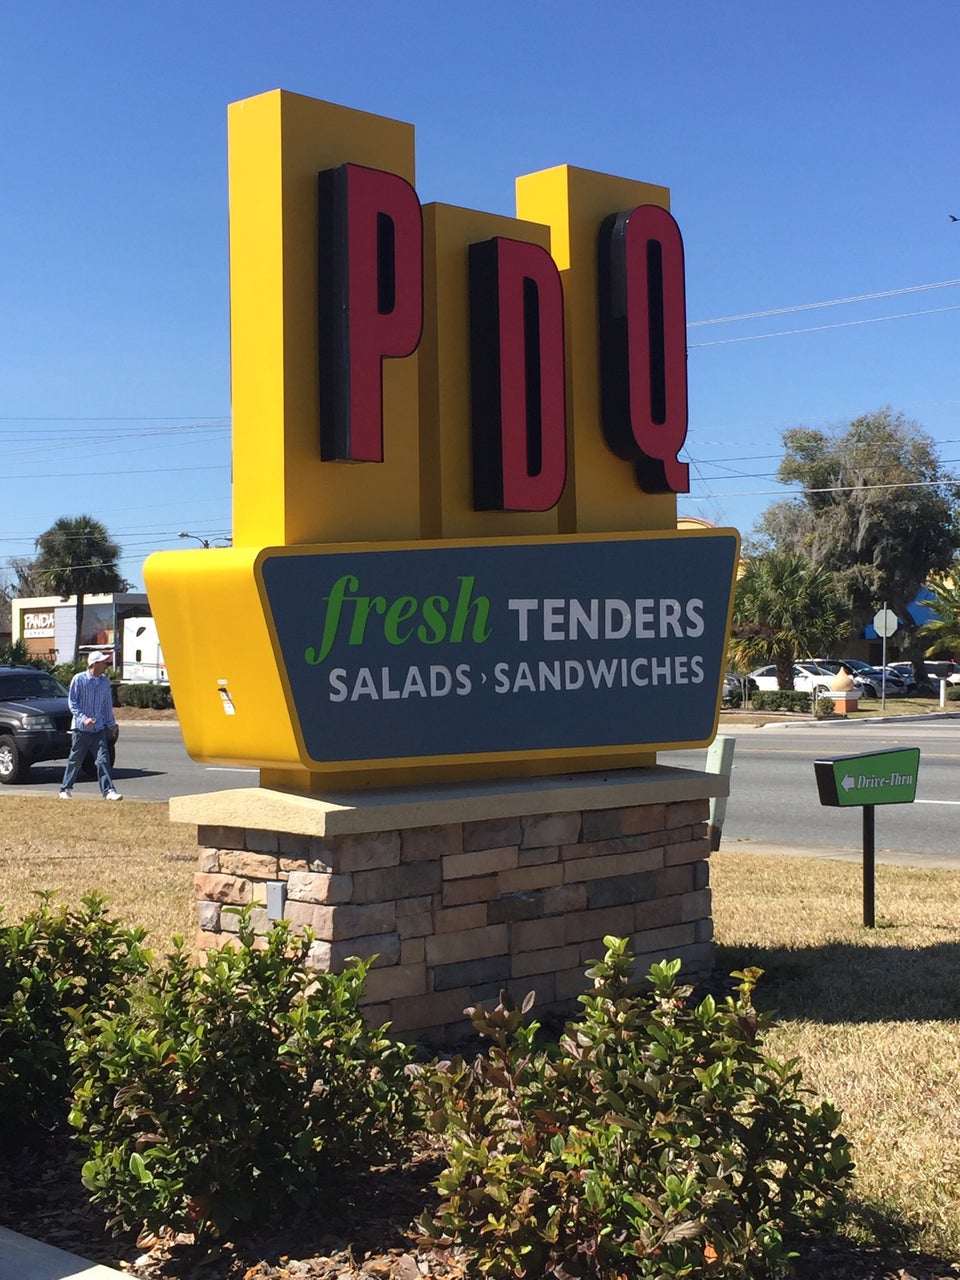 PDQ
fresh TENDERS
SALADS › SANDWICHES
PANDA
Drive-Thru